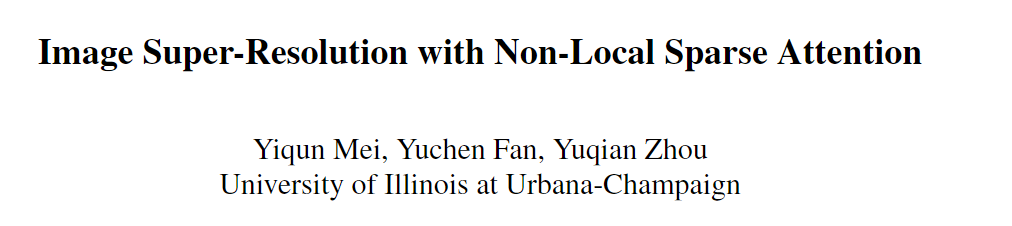 Image Super-Resolution with Non-Local Sparse Attention
Yiqun Mei, Yuchen Fan, Yuqian Zhou
University of Illinois at Urbana-Champaign